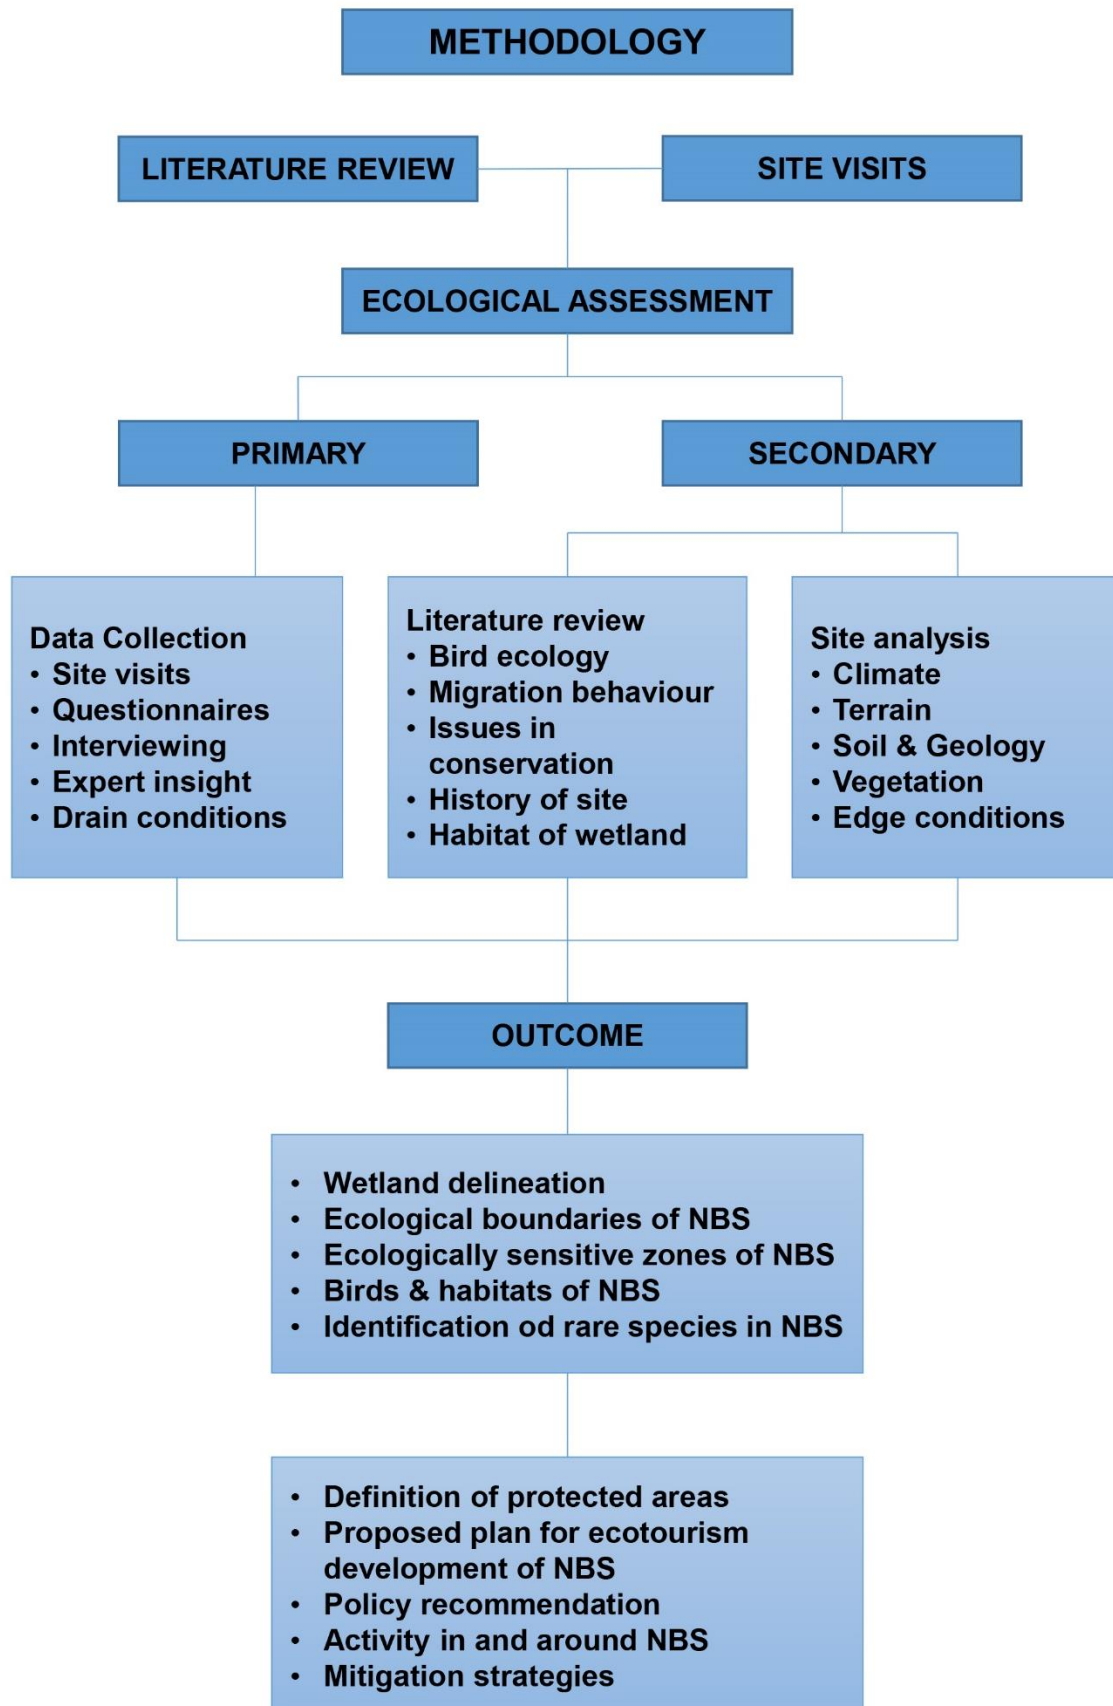 METHODOLOGY
LITERATURE REVIEW
SITE VISITS
ECOLOGICAL ASSESSMENT
PRIMARY
SECONDARY
Data Collection
• Site visits
• Questionnaires
• Interviewing
• Expert insight
• Drain conditions
Literature review
• Bird ecology
• Migration behaviour
• Issues in
conservation
• History of site
• Habitat of wetland
Site analysis
• Climate
• Terrain
• Soil & Geology
• Vegetation
• Edge conditions
OUTCOME
• Wetland delineation
• Ecological boundaries of NBS
• Ecologically sensitive zones of NBS
• Birds & habitats of NBS
• Identification od rare species in NBS
• Definition of protected areas
• Proposed plan for ecotourism
development of NBS
• Policy recommendation
• Activity in and around NBS
• Mitigation strategies